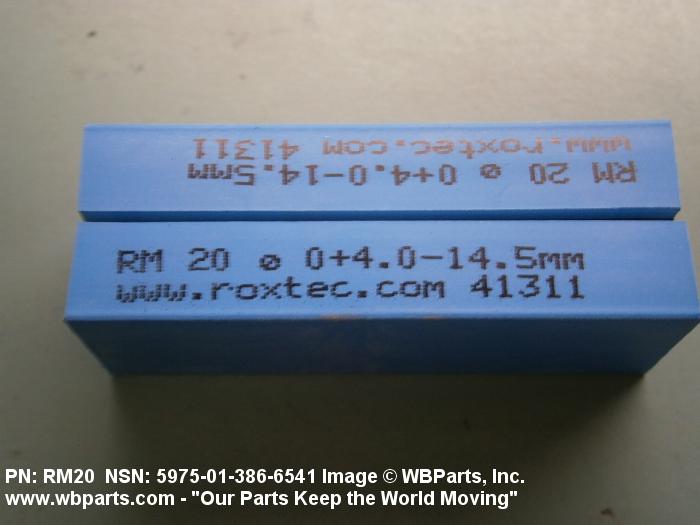 www.roxtec.com 41311
RM 20 ø 0+4.0-14.5mm
RM 20 ø 0+4.0-14.5mm
www.roxtec.com 41311
PN: RM20  NSN: 5975-01-386-6541 Image © WBParts, Inc.
www.wbparts.com - "Our Parts Keep the World Moving"